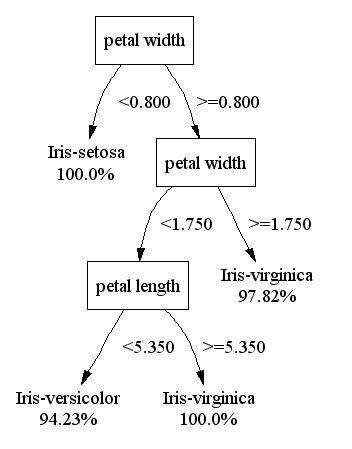 petal width
<0.800
>=0.800
Iris-setosa
100.0%
petal width
<1.750
>=1.750
petal length
Iris-virginica
97.82%
<5.350
>=5.350
Iris-versicolor
94.23%
Iris-virginica
100.0%